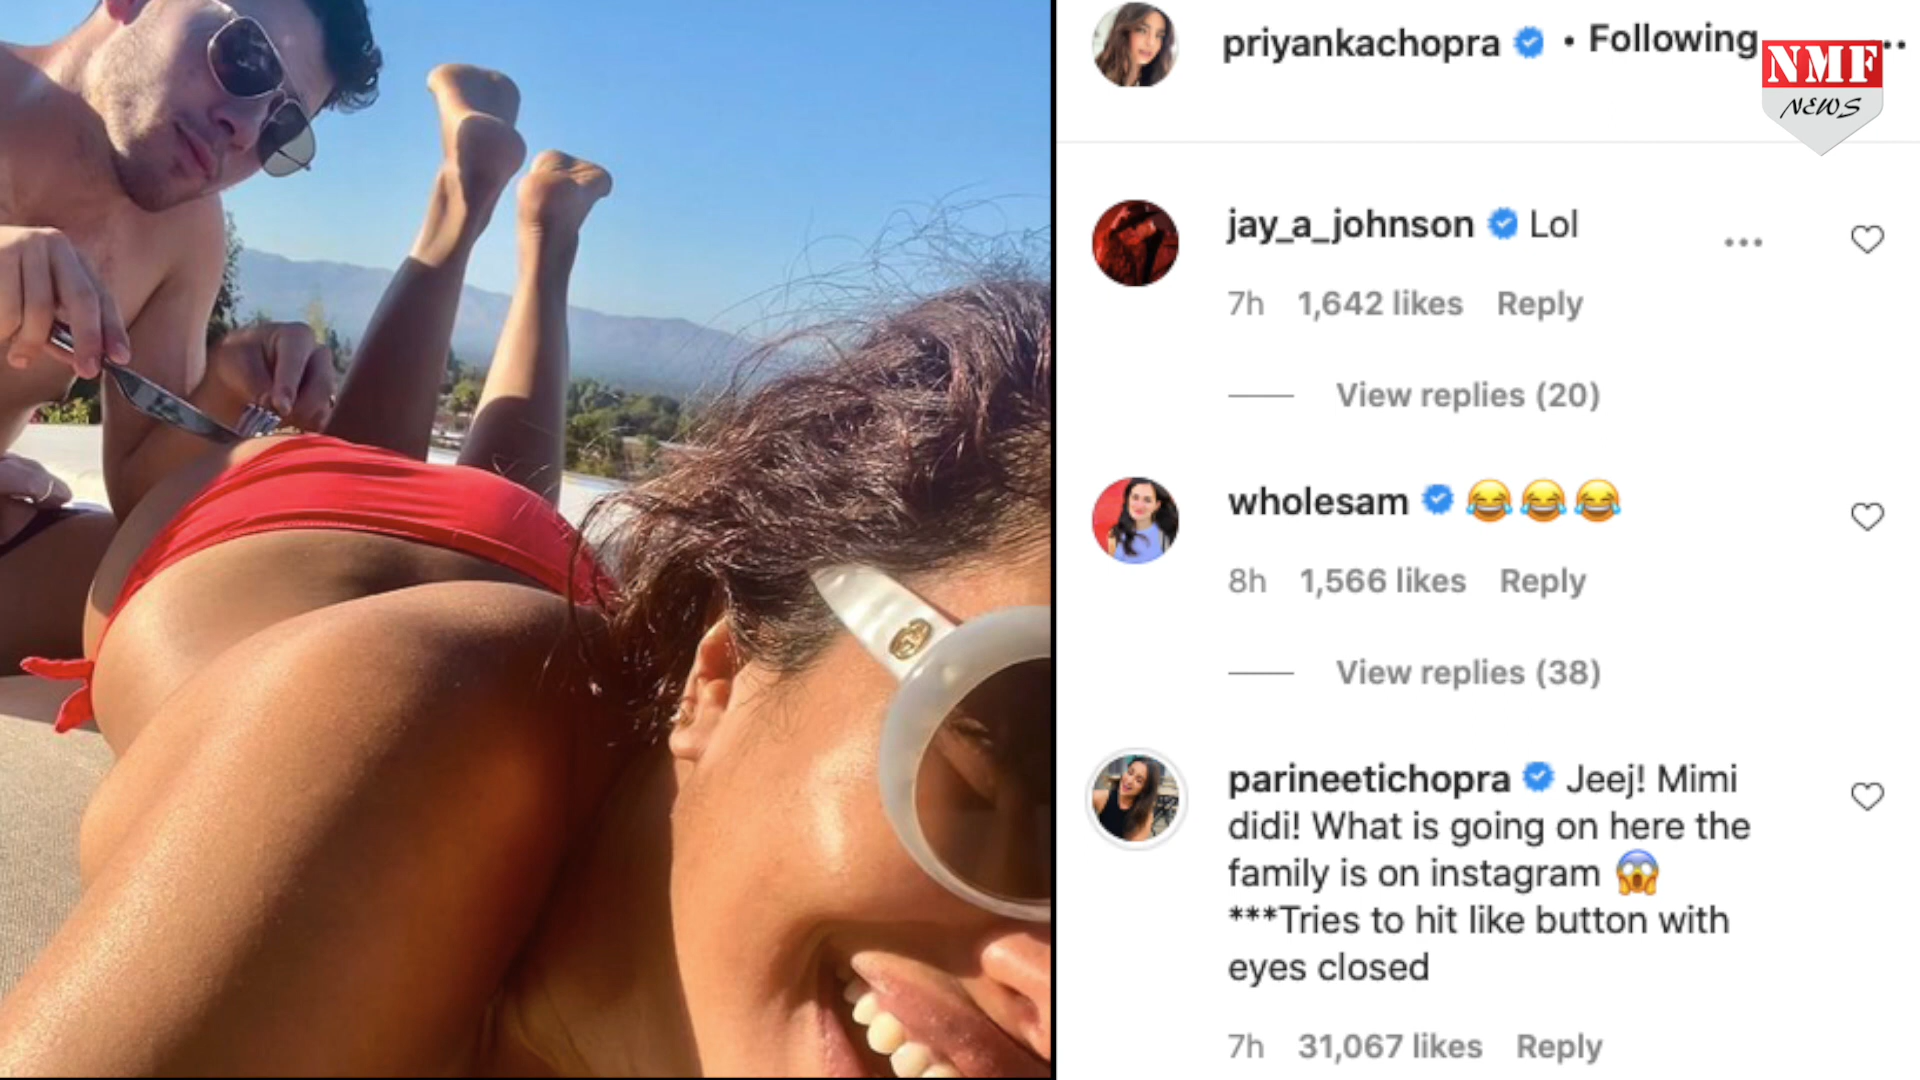 priyankachopra • Following
NMF
NEWS
jay_a_johnson Lol
7h 1,642 likes Reply
View replies (20)
wholesam 😂😂😂
8h 1,566 likes Reply
View replies (38)
parineetichopra Jeej! Mimi
didi! What is going on here the
family is on instagram 😱
***Tries to hit like button with
eyes closed
7h 31,067 likes Reply